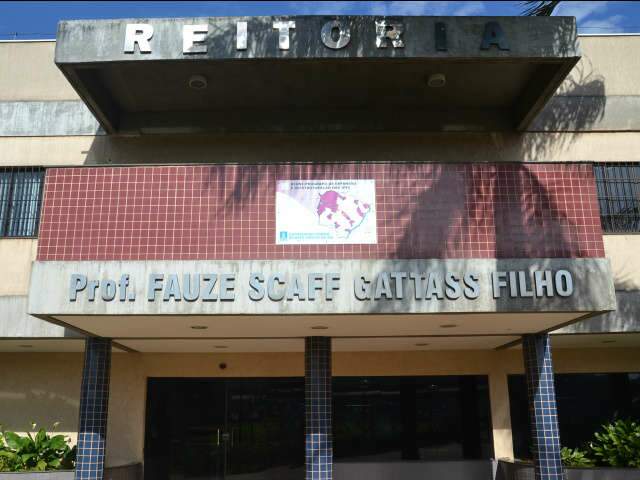 REITORIA
Prof. FAUZE SCAFF GATTASS FILHO